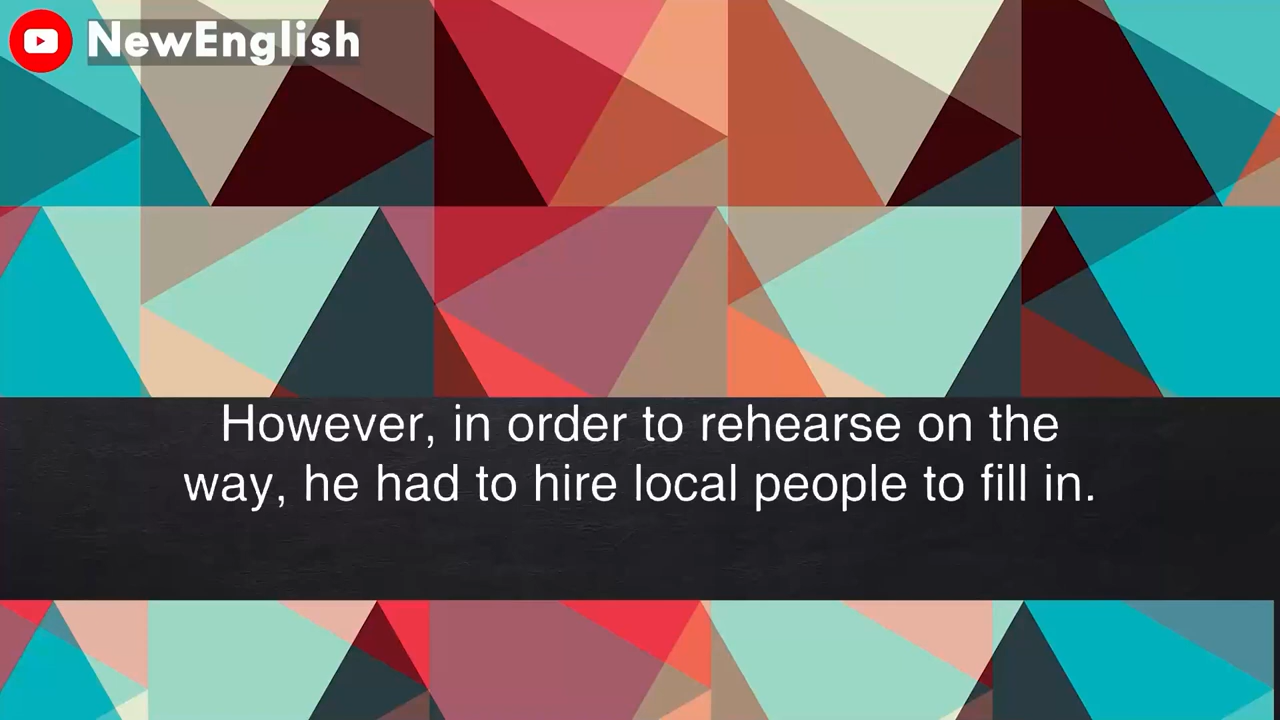 NewEnglish
However, in order to rehearse on the
way, he had to hire local people to fill in.